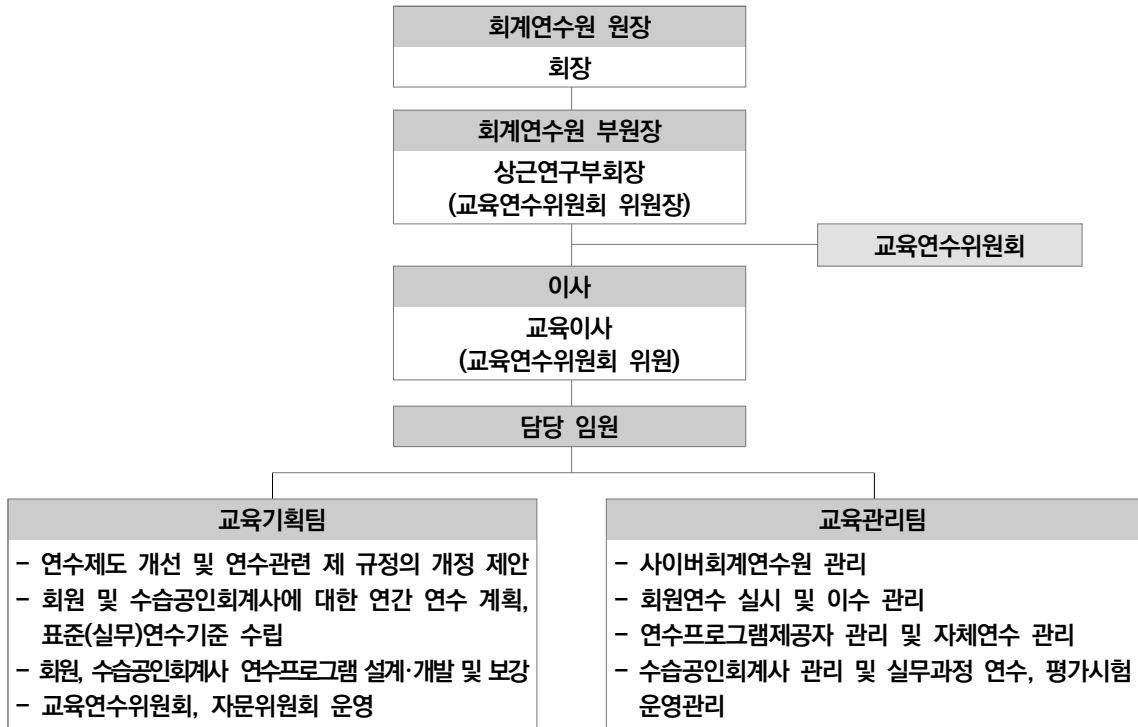 회계연수원 원장
회장
회계연수원 부원장
상근연구부회장
(교육연수위원회 위원장)
교육연수위원회
이사
교육이사
(교육연수위원회 위원)
담당 임원
교육기획팀
- 연수제도 개선 및 연수관련 제 규정의 개정 제안
- 회원 및 수습공인회계사에 대한 연간 연수 계획,
표준(실무)연수기준 수립
- 회원, 수습공인회계사 연수프로그램 설계·개발 및 보강
- 교육연수위원회, 자문위원회 운영
교육관리팀
- 사이버회계연수원 관리
- 회원연수 실시 및 이수 관리
- 연수프로그램제공자 관리 및 자체연수 관리
- 수습공인회계사 관리 및 실무과정 연수, 평가시험
운영관리